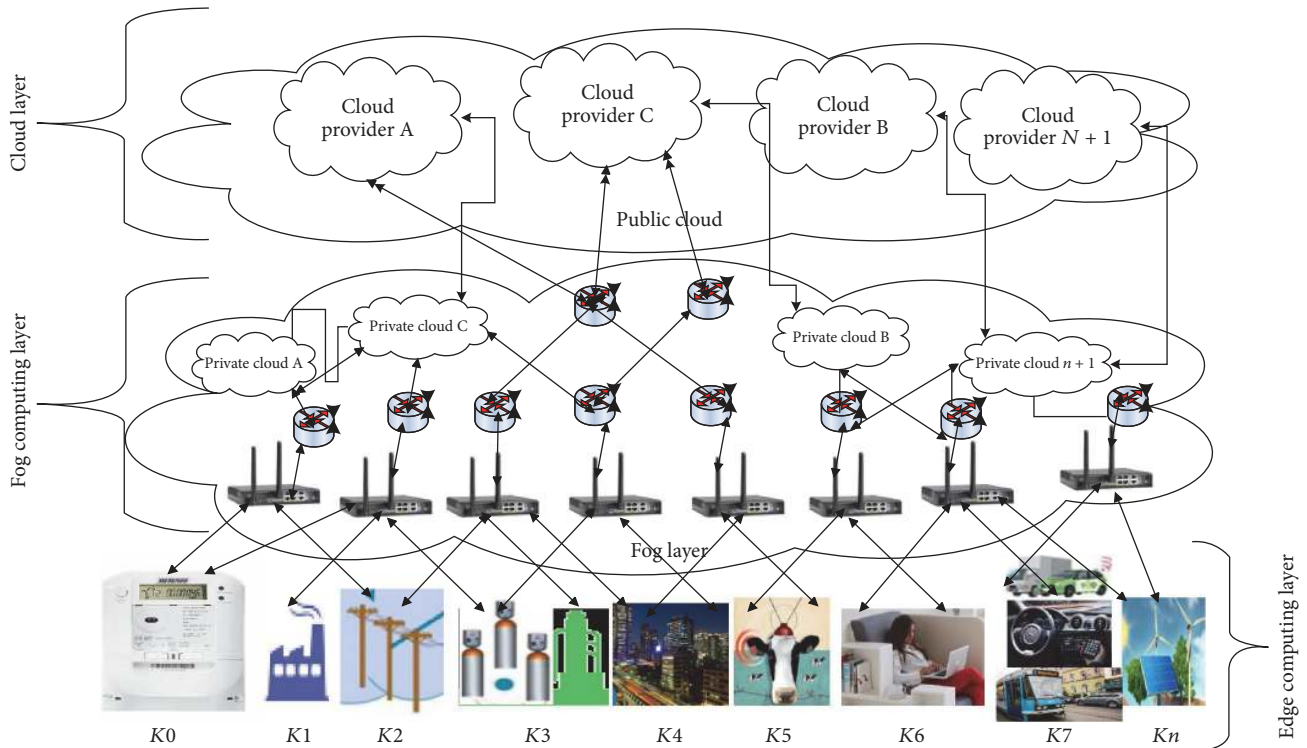 Cloud layer
Cloud
provider A
Cloud
provider C
Cloud
provider B
Cloud
provider N + 1
Public cloud
Fog computing layer
Private cloud A
Private cloud C
Private cloud B
Private cloud n + 1
Fog layer
Edge computing layer
K0
K1
K2
K3
K4
K5
K6
K7
Kn